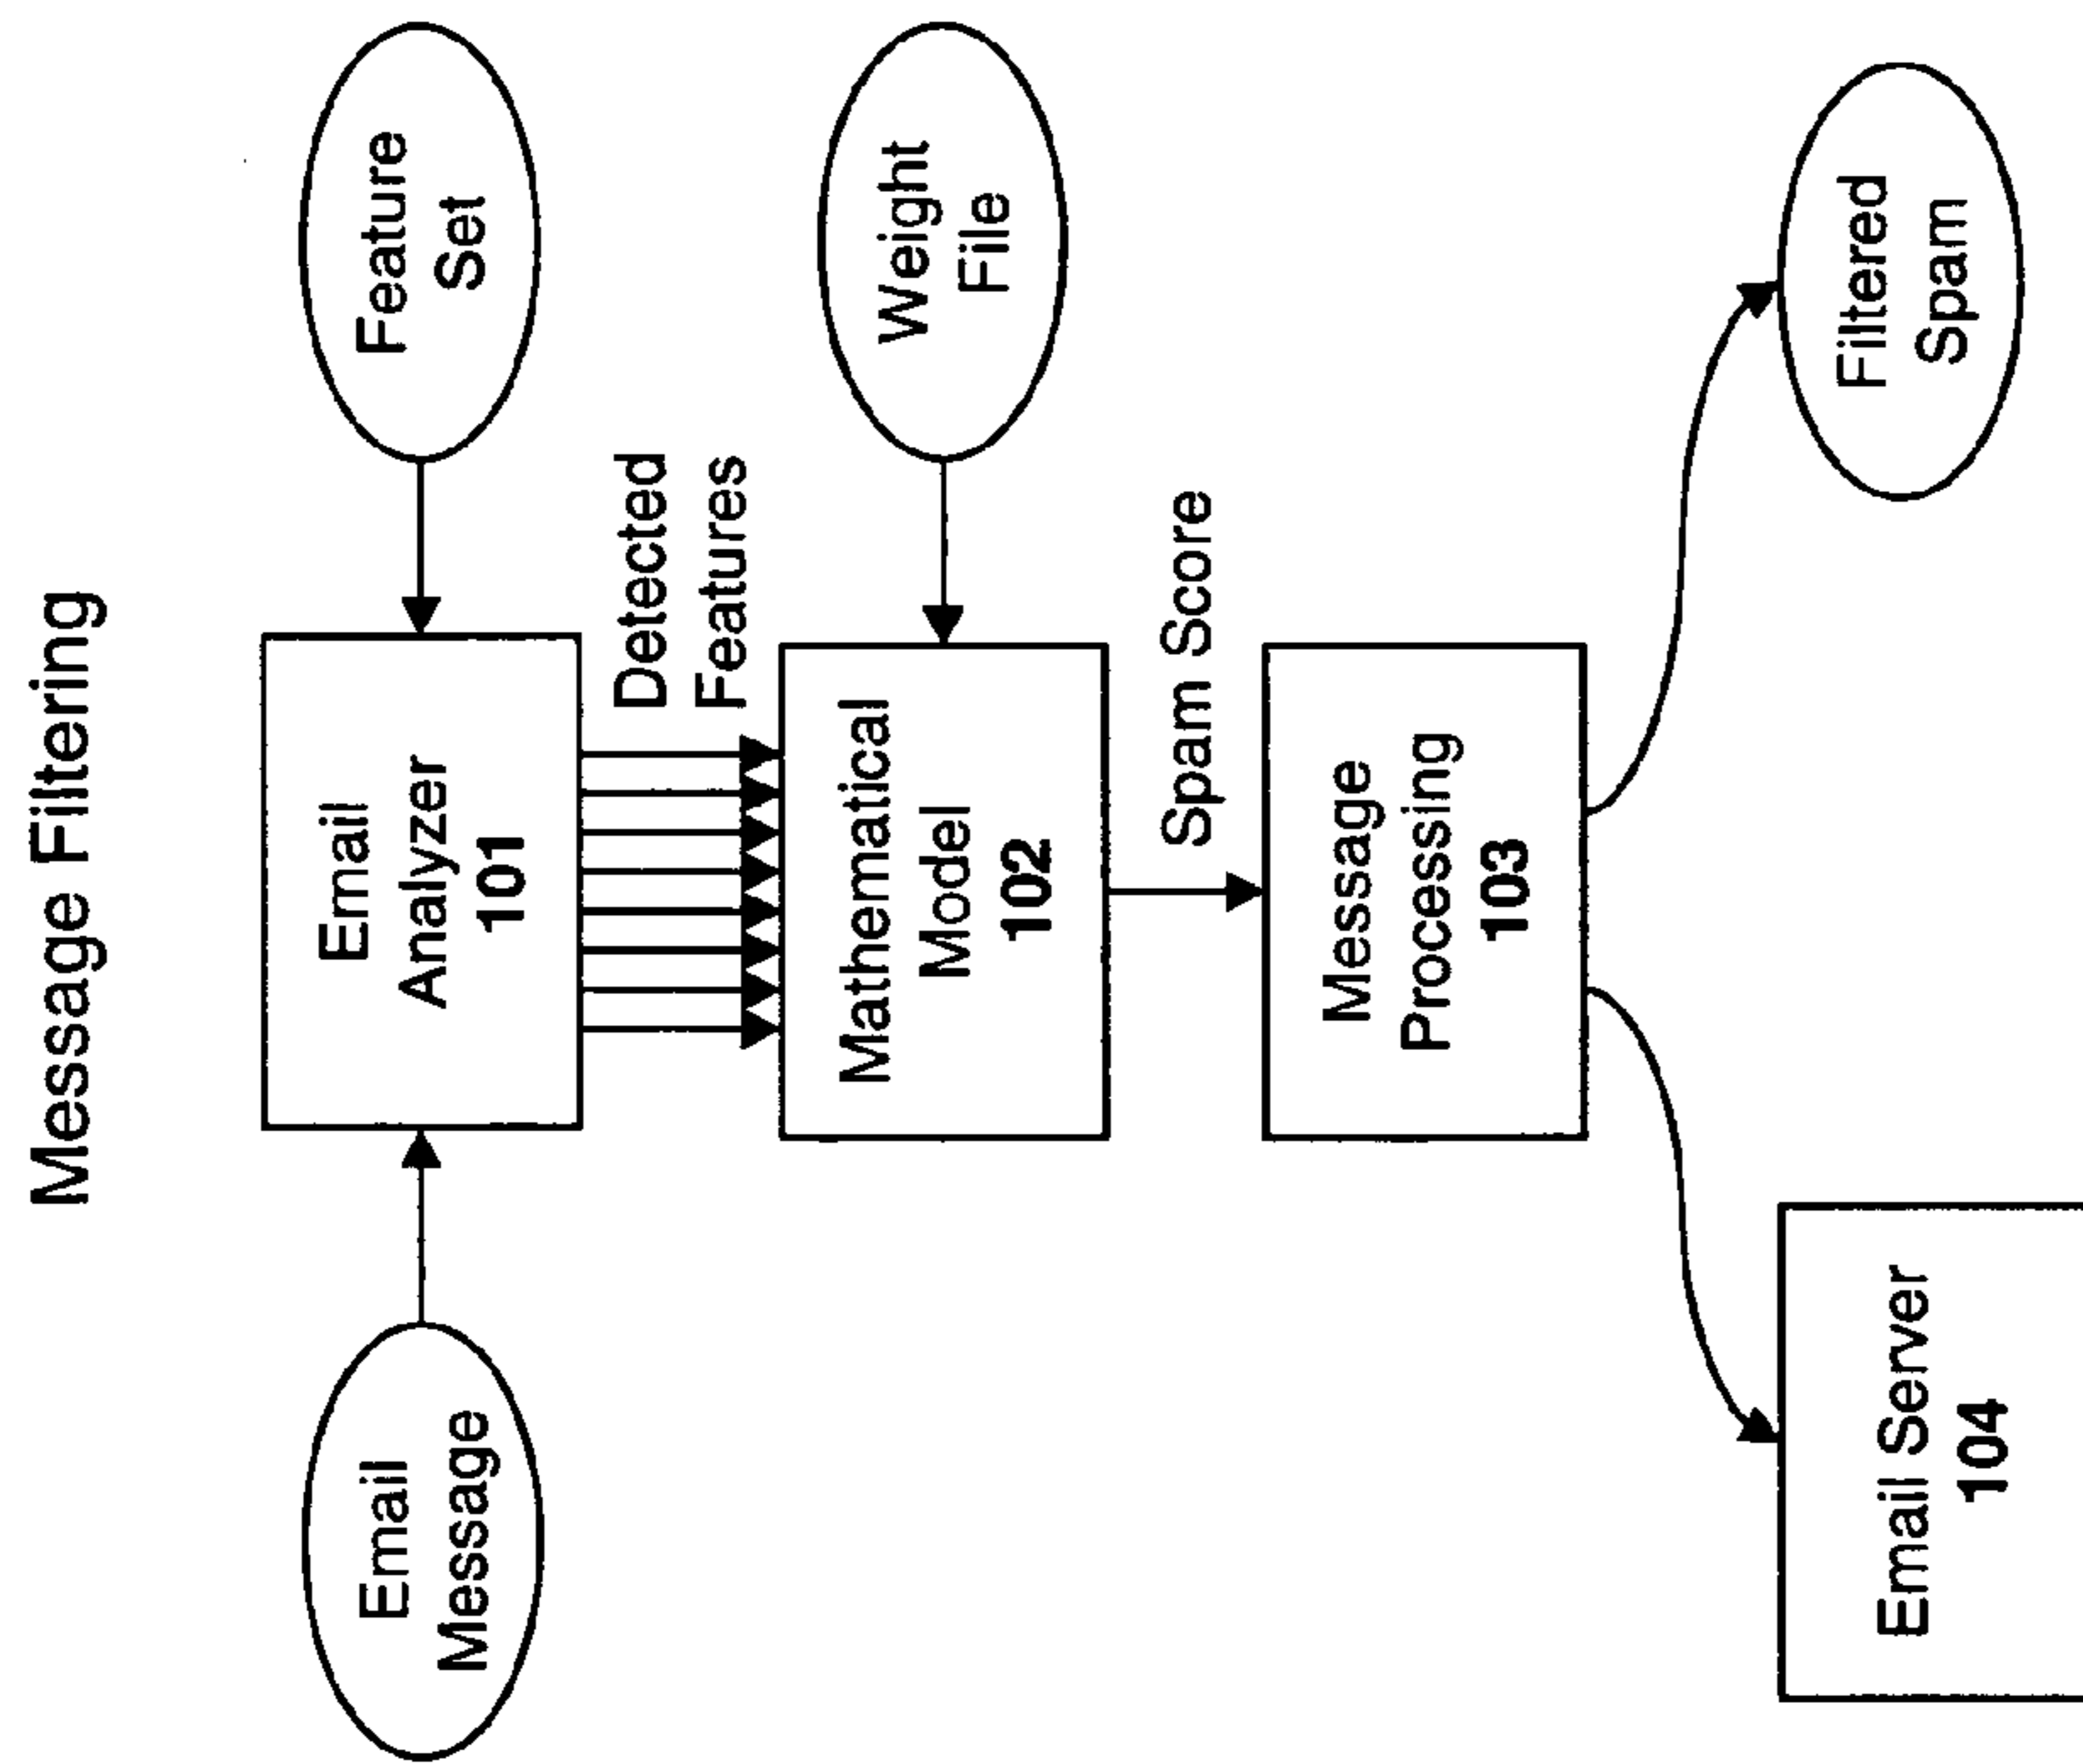 Message Filtering
Email
Message
Email
Analyzer
101
Feature
Set
Detected
Features
Mathematical
Model
102
Weight
File
Spam Score
Message
Processing
103
Email Server
104
Filtered
Spam